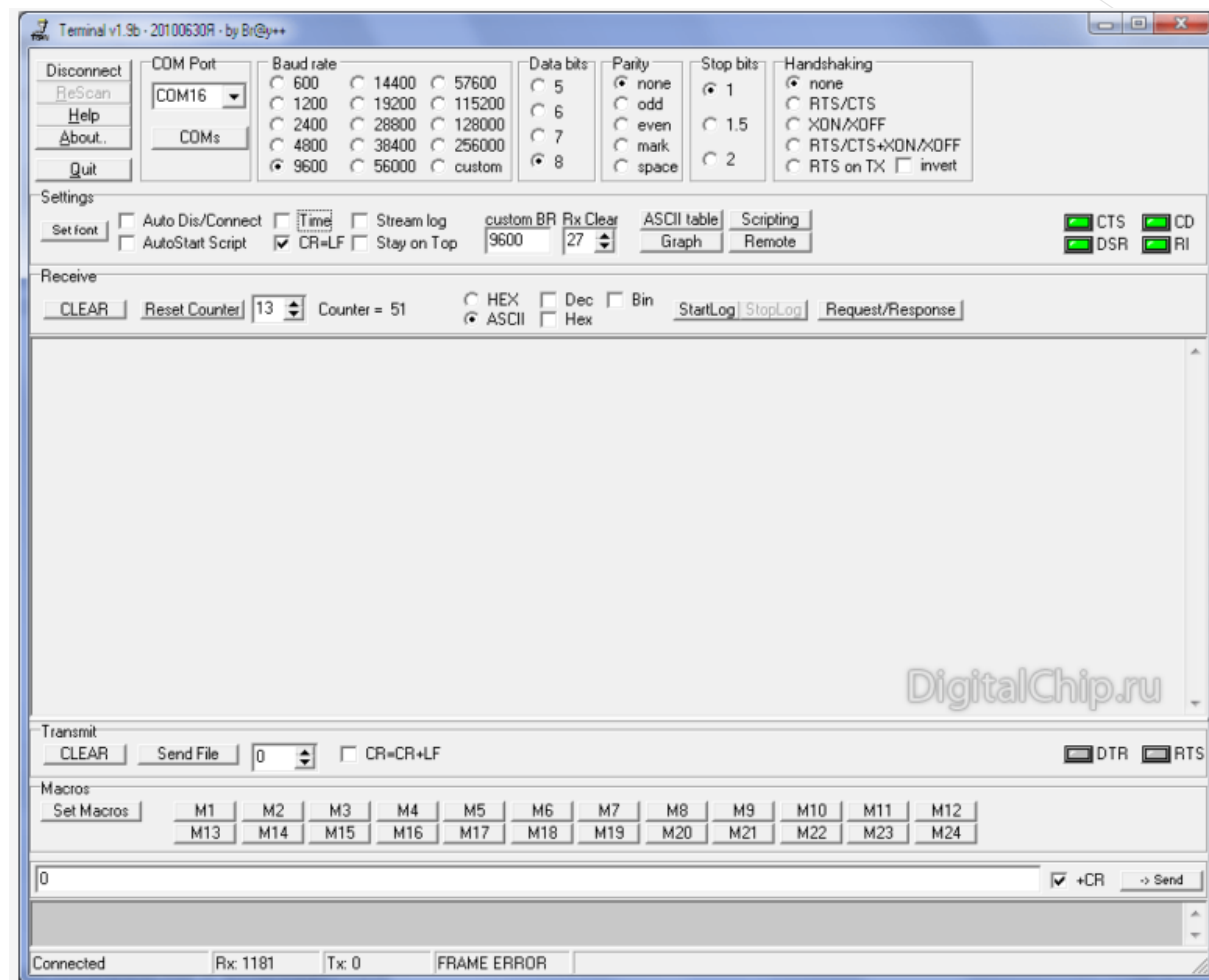 Terminal v1.9b - 20100630Я - by Br@y++
Disconnect
ReScan
Help
About..
Quit
COM Port
COM16
COMs
Baud rate
600 14400 57600
1200 19200 115200
2400 28800 128000
4800 38400 256000
9600 56000 custom
Data bits
5
6
7
8
Parity
none
odd
even
mark
space
Stop bits
1
1.5
2
Handshaking
none
RTS/CTS
XON/XOFF
RTS/CTS+XON/XOFF
RTS on TX invert
Settings
Set font
Auto Dis/Connect Time Stream log
AutoStart Script CR=LF Stay on Top
custom BR Rx Clear
9600 27
ASCII table Scripting
Graph Remote
CTS CD
DSR RI
Receive
CLEAR Reset Counter 13 Counter = 51
HEX Dec Bin
ASCII Hex
StartLog StopLog Request/Response
DigitalChip.ru
Transmit
CLEAR Send File 0 CR=CR+LF DTR RTS
Macros
Set Macros M1 M2 M3 M4 M5 M6 M7 M8 M9 M10 M11 M12
M13 M14 M15 M16 M17 M18 M19 M20 M21 M22 M23 M24
0 +CR -> Send
Connected Rx: 1181 Tx: 0 FRAME ERROR